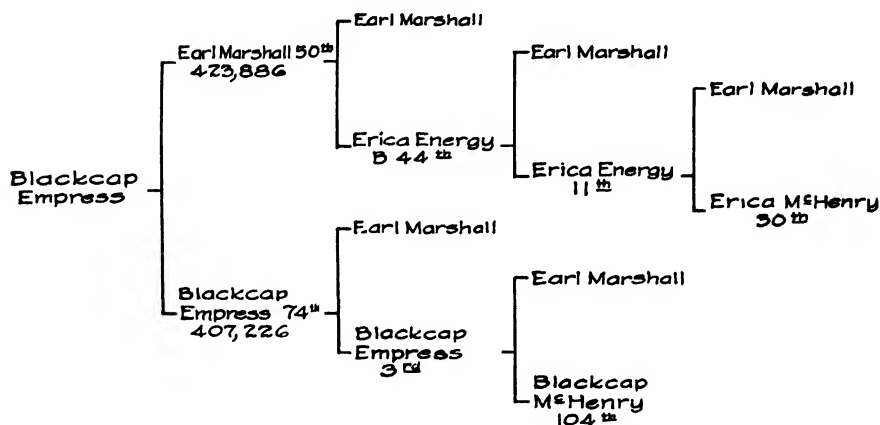 Earl Marshall
Earl Marshall 50th
423,886
Earl Marshall
Earl Marshall
Erica Energy
B 44th
Erica Energy
11th
Erica McHenry
30th
Blackcap
Empress
Earl Marshall
Earl Marshall
Blackcap
Empress 74th
407,226
Blackcap
Empress
3rd
Blackcap
McHenry
104th